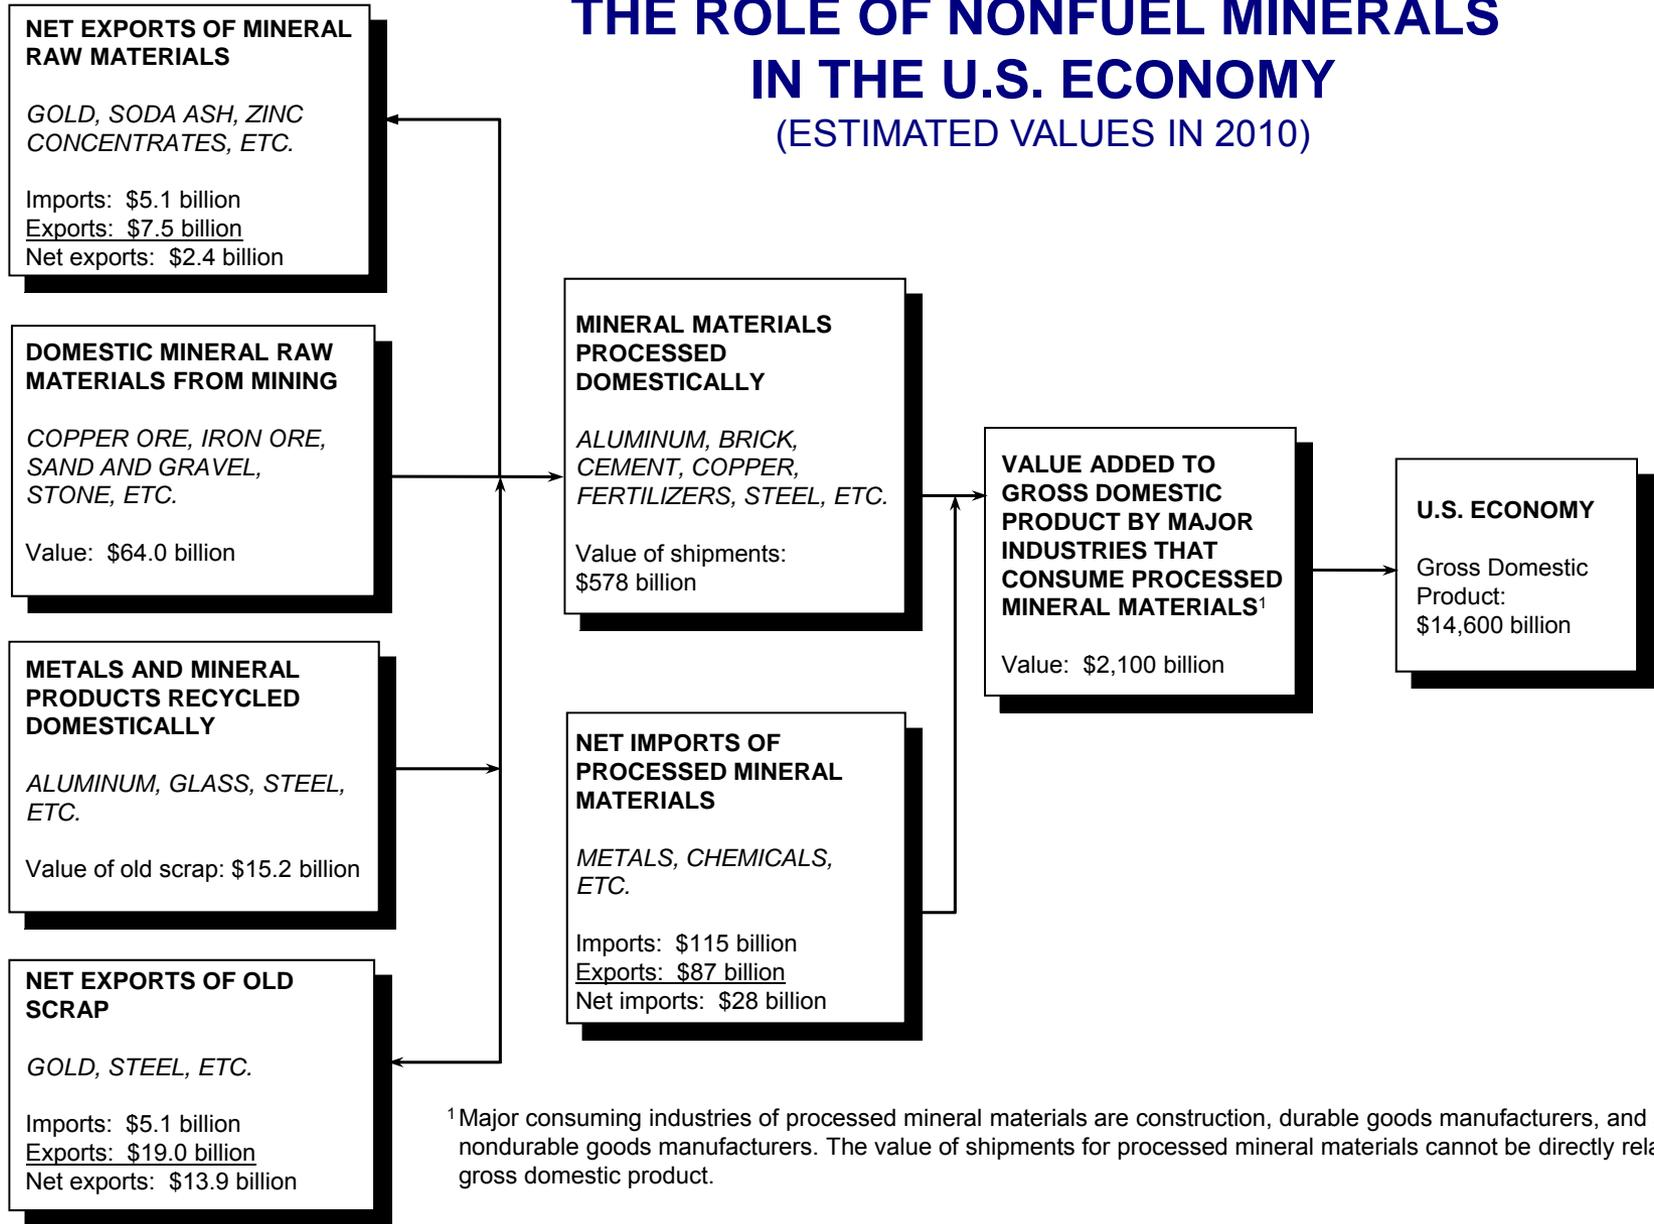 THE ROLE OF NONFUEL MINERALS
IN THE U.S. ECONOMY
(ESTIMATED VALUES IN 2010)
NET EXPORTS OF MINERAL
RAW MATERIALS
GOLD, SODA ASH, ZINC
CONCENTRATES, ETC.
Imports: $5.1 billion
Exports: $7.5 billion
Net exports: $2.4 billion
DOMESTIC MINERAL RAW
MATERIALS FROM MINING
COPPER ORE, IRON ORE,
SAND AND GRAVEL,
STONE, ETC.
Value: $64.0 billion
METALS AND MINERAL
PRODUCTS RECYCLED
DOMESTICALLY
ALUMINUM, GLASS, STEEL,
ETC.
Value of old scrap: $15.2 billion
NET EXPORTS OF OLD
SCRAP
GOLD, STEEL, ETC.
Imports: $5.1 billion
Exports: $19.0 billion
Net exports: $13.9 billion
MINERAL MATERIALS
PROCESSED
DOMESTICALLY
ALUMINUM, BRICK,
CEMENT, COPPER,
FERTILIZERS, STEEL, ETC.
Value of shipments:
$578 billion
NET IMPORTS OF
PROCESSED MINERAL
MATERIALS
METALS, CHEMICALS,
ETC.
Imports: $115 billion
Exports: $87 billion
Net imports: $28 billion
VALUE ADDED TO
GROSS DOMESTIC
PRODUCT BY MAJOR
INDUSTRIES THAT
CONSUME PROCESSED
MINERAL MATERIALS¹
Value: $2,100 billion
U.S. ECONOMY
Gross Domestic
Product:
$14,600 billion
¹ Major consuming industries of processed mineral materials are construction, durable goods manufacturers, and
nondurable goods manufacturers. The value of shipments for processed mineral materials cannot be directly
gross domestic product.